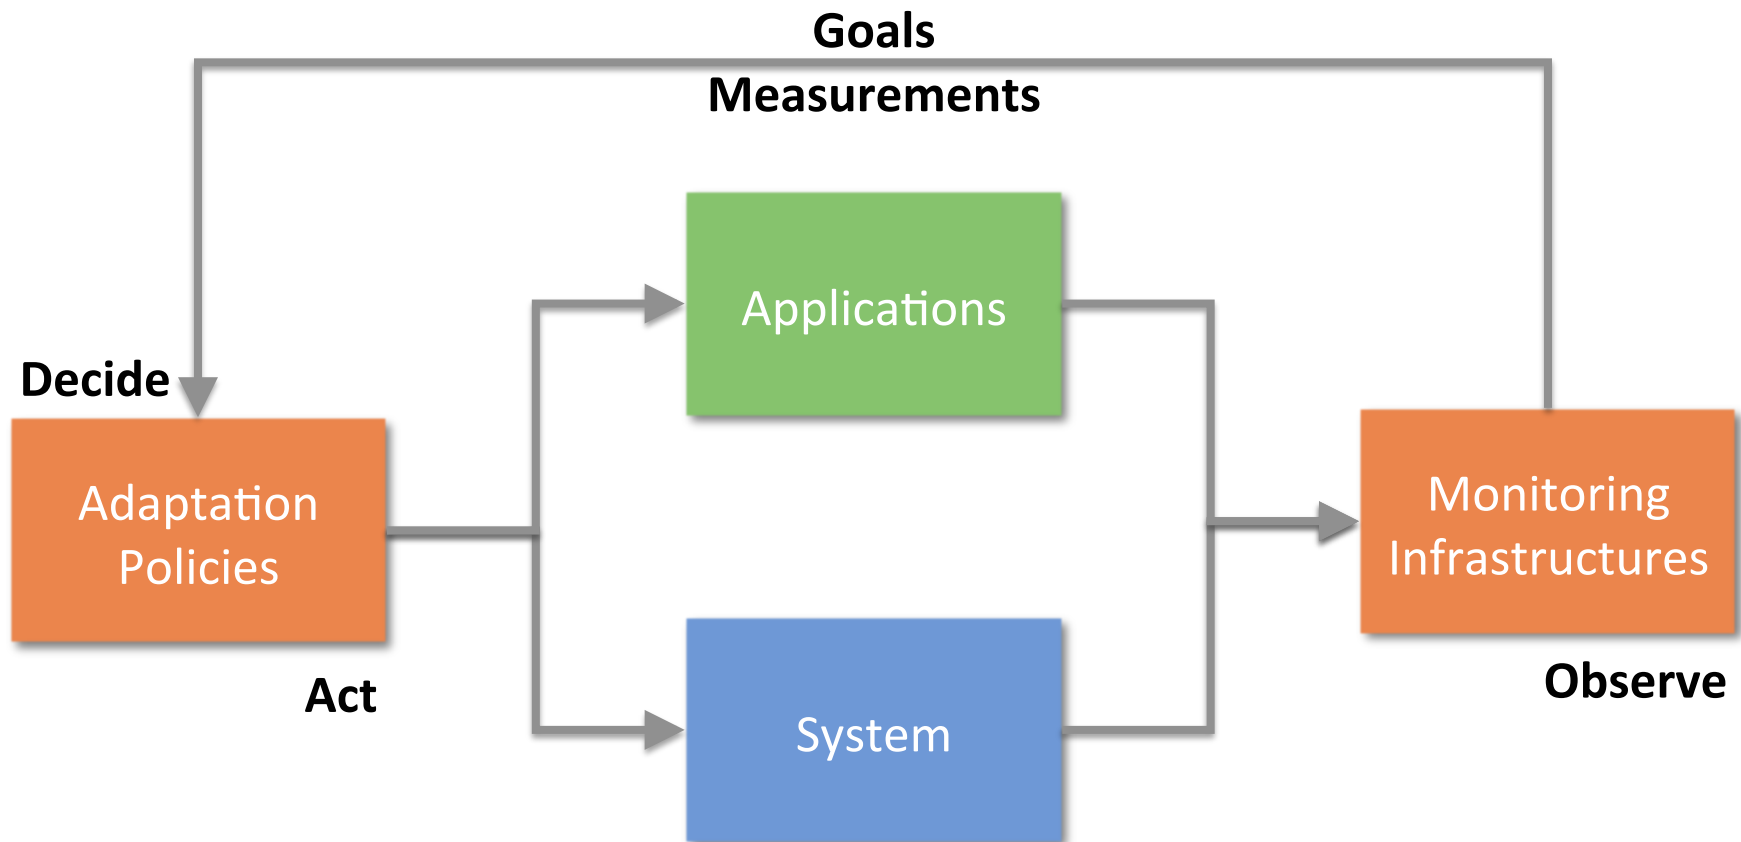 Goals
Measurements
Applications
Decide
Adaptation
Policies
Monitoring
Infrastructures
Act
Observe
System